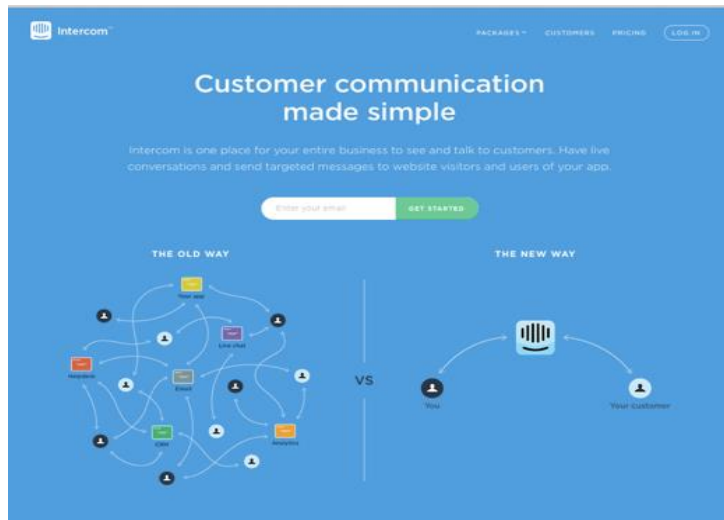 Intercom™
PACKAGES
CUSTOMERS
PRICING
LOG IN
Customer communication
made simple
Intercom is one place for your entire business to see and talk to customers. Have live
conversations and send targeted messages to website visitors and users of your app.
Enter your email
GET STARTED
THE OLD WAY
THE NEW WAY
Your app
Live chat
Helpdesk
Email
CRM
Analytics
VS
You
Your customer